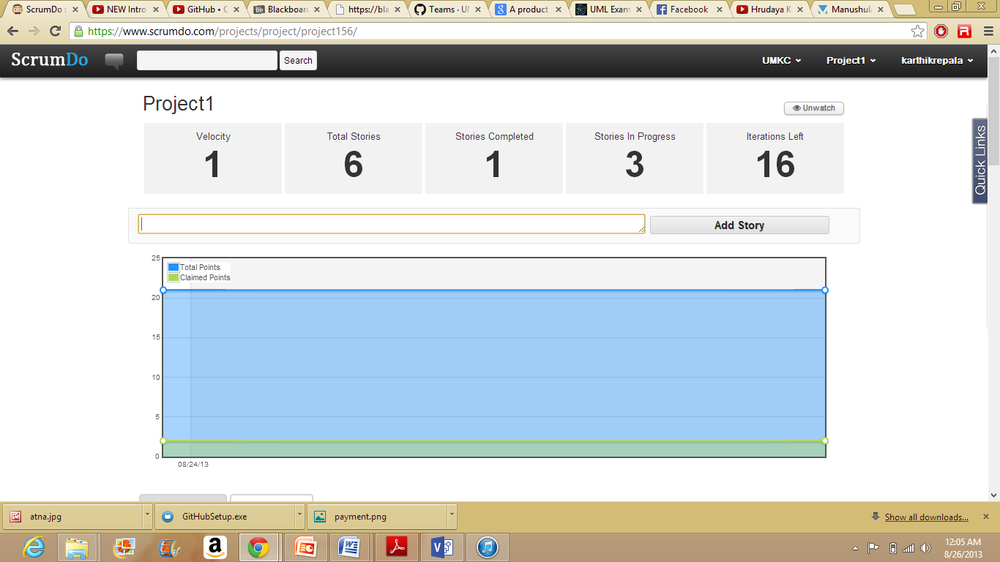 ScrumDo
NEW Intro
GitHub • C
Blackboard
https://bla
Teams · U
A product
UML Exam
Facebook
Hrudaya K
Manushul
https://www.scrumdo.com/projects/project/project156/
ScrumDo
Search
UMKC
Project1
karthikrepala
Project1
Unwatch
Velocity
Total Stories
Stories Completed
Stories In Progress
Iterations Left
1
6
1
3
16
Quick Links
Add Story
25
Total Points
Claimed Points
20
15
10
5
0
08/24/13
atna.jpg
GitHubSetup.exe
payment.png
Show all downloads...
12:05 AM
8/26/2013